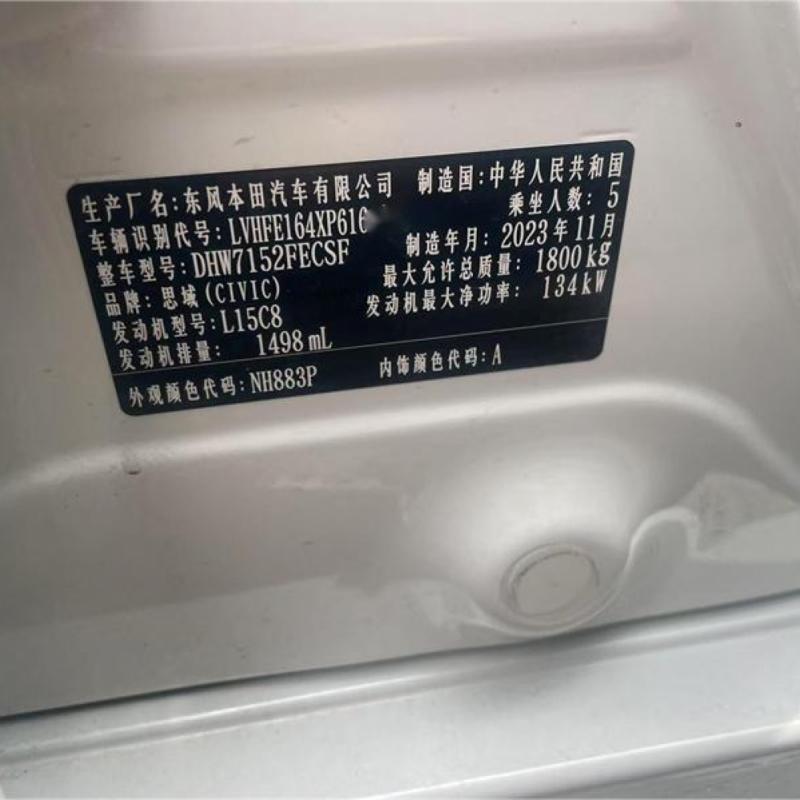 生产厂名：东风本田汽车有限公司 制造国：中华人民共和国
车辆识别代号：LVHFE164XP616 乘坐人数：5
整车型号：DHW7152FECSF 制造年月：2023年11月
品牌：思域(CIVIC) 最大允许总质量：1800kg
发动机型号：L15C8 发动机最大净功率：134kW
发动机排量：1498mL
外观颜色代码：NH883P 内饰颜色代码：A